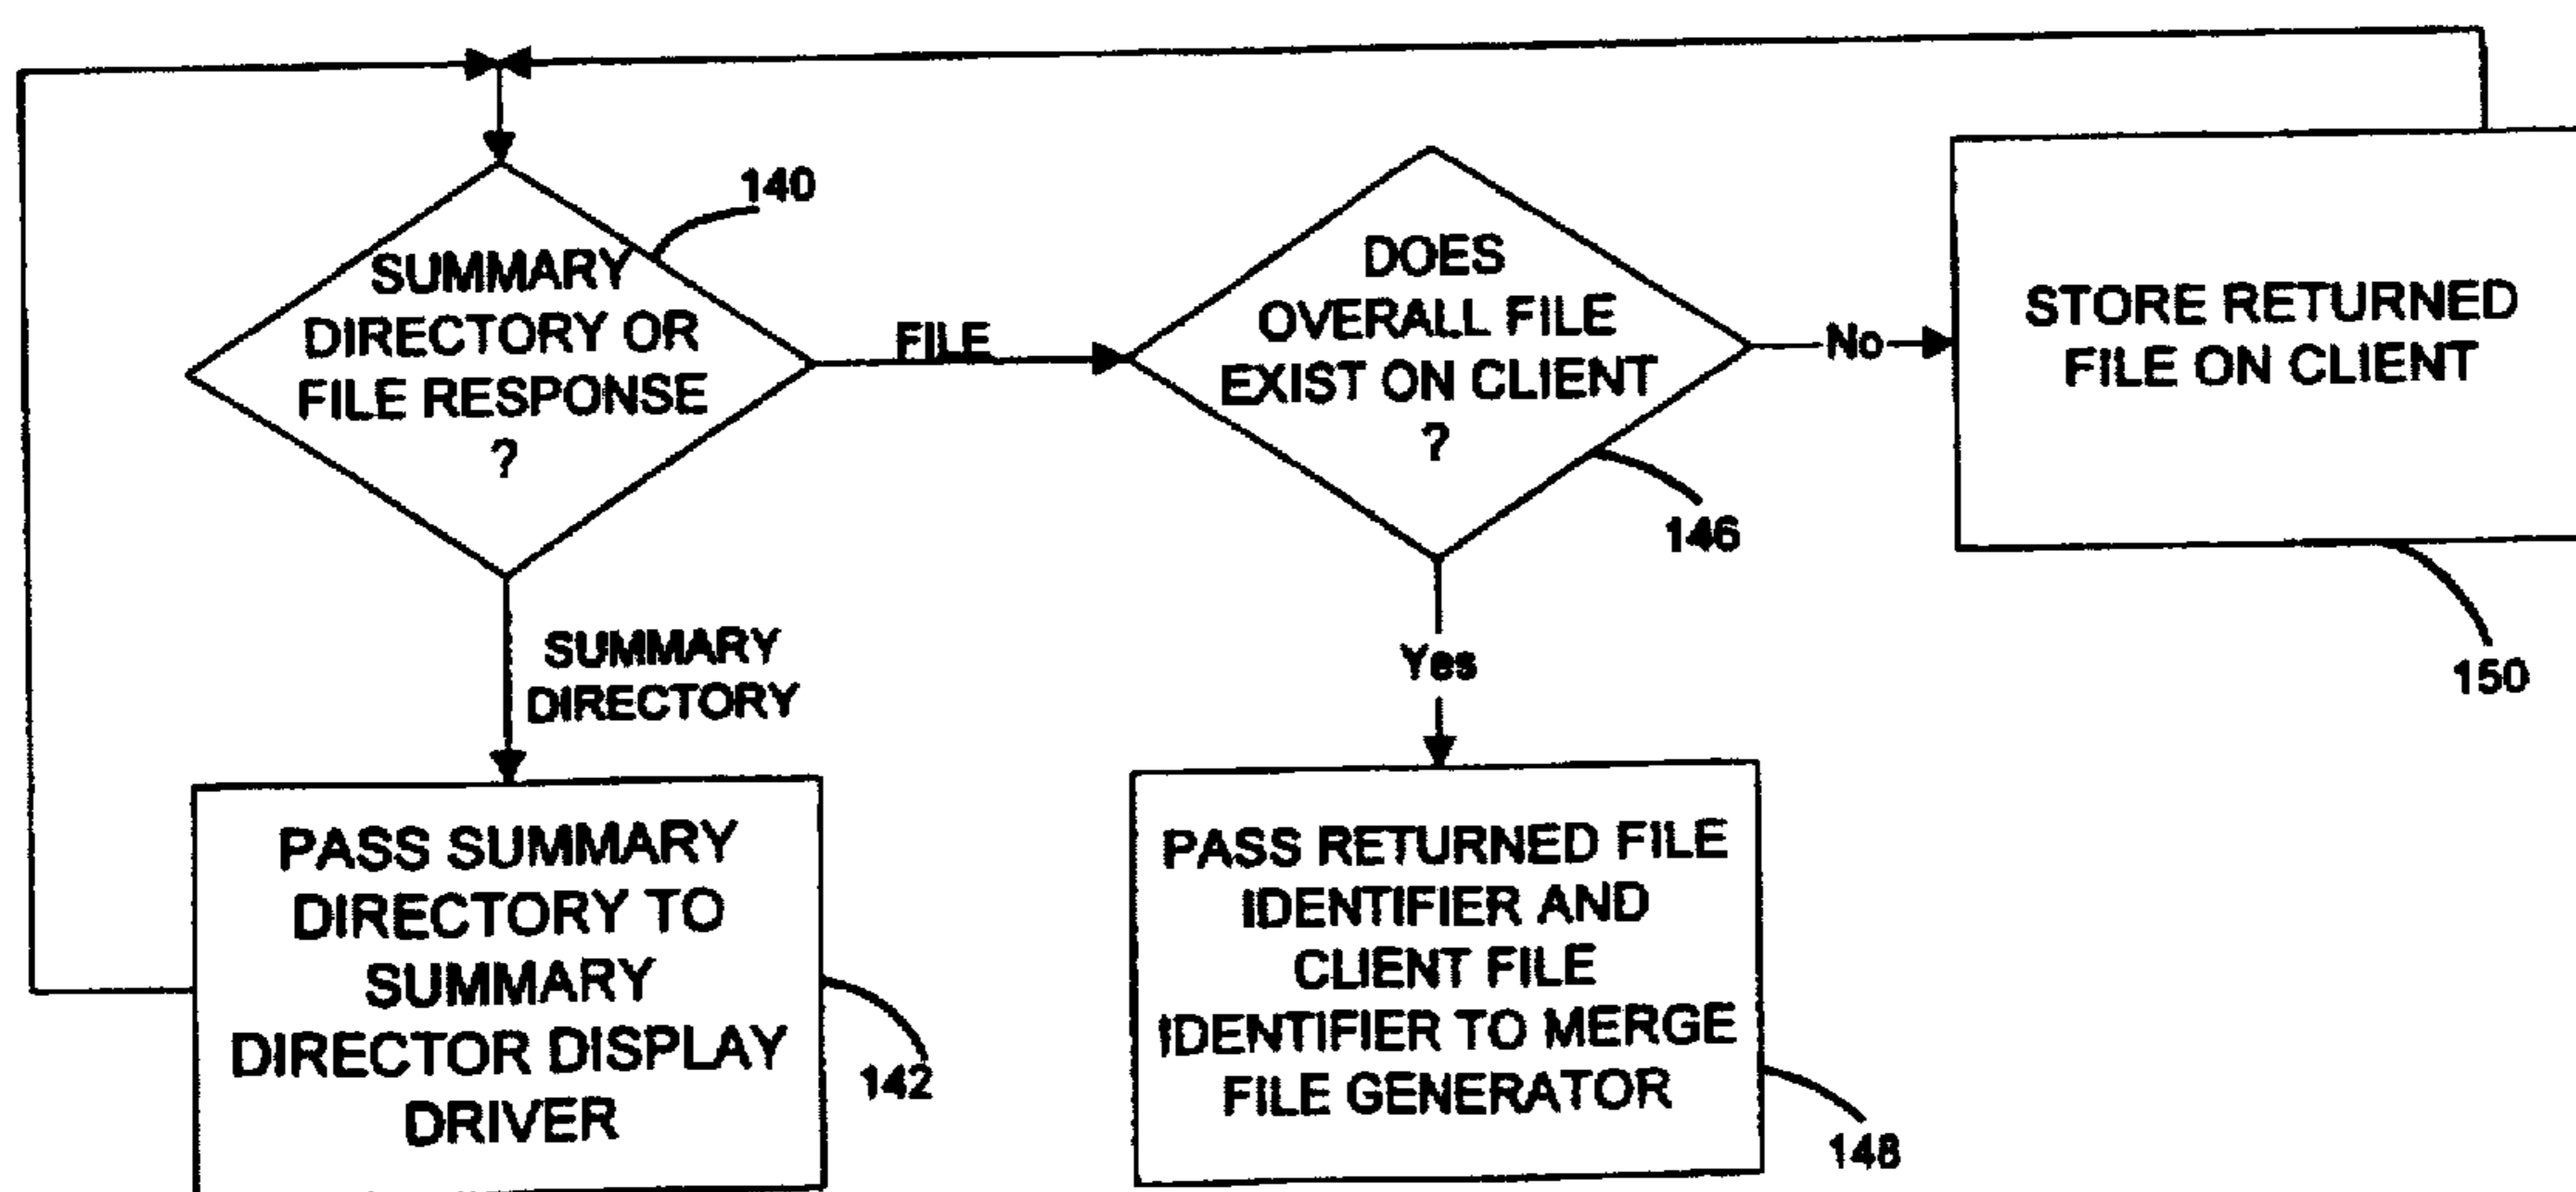 140
SUMMARY
DIRECTORY OR
FILE RESPONSE
?
FILE
DOES
OVERALL FILE
EXIST ON CLIENT
?
146
No
STORE RETURNED
FILE ON CLIENT
150
SUMMARY
DIRECTORY
Yes
PASS SUMMARY
DIRECTORY TO
SUMMARY
DIRECTOR DISPLAY
DRIVER
142
PASS RETURNED FILE
IDENTIFIER AND
CLIENT FILE
IDENTIFIER TO MERGE
FILE GENERATOR
148